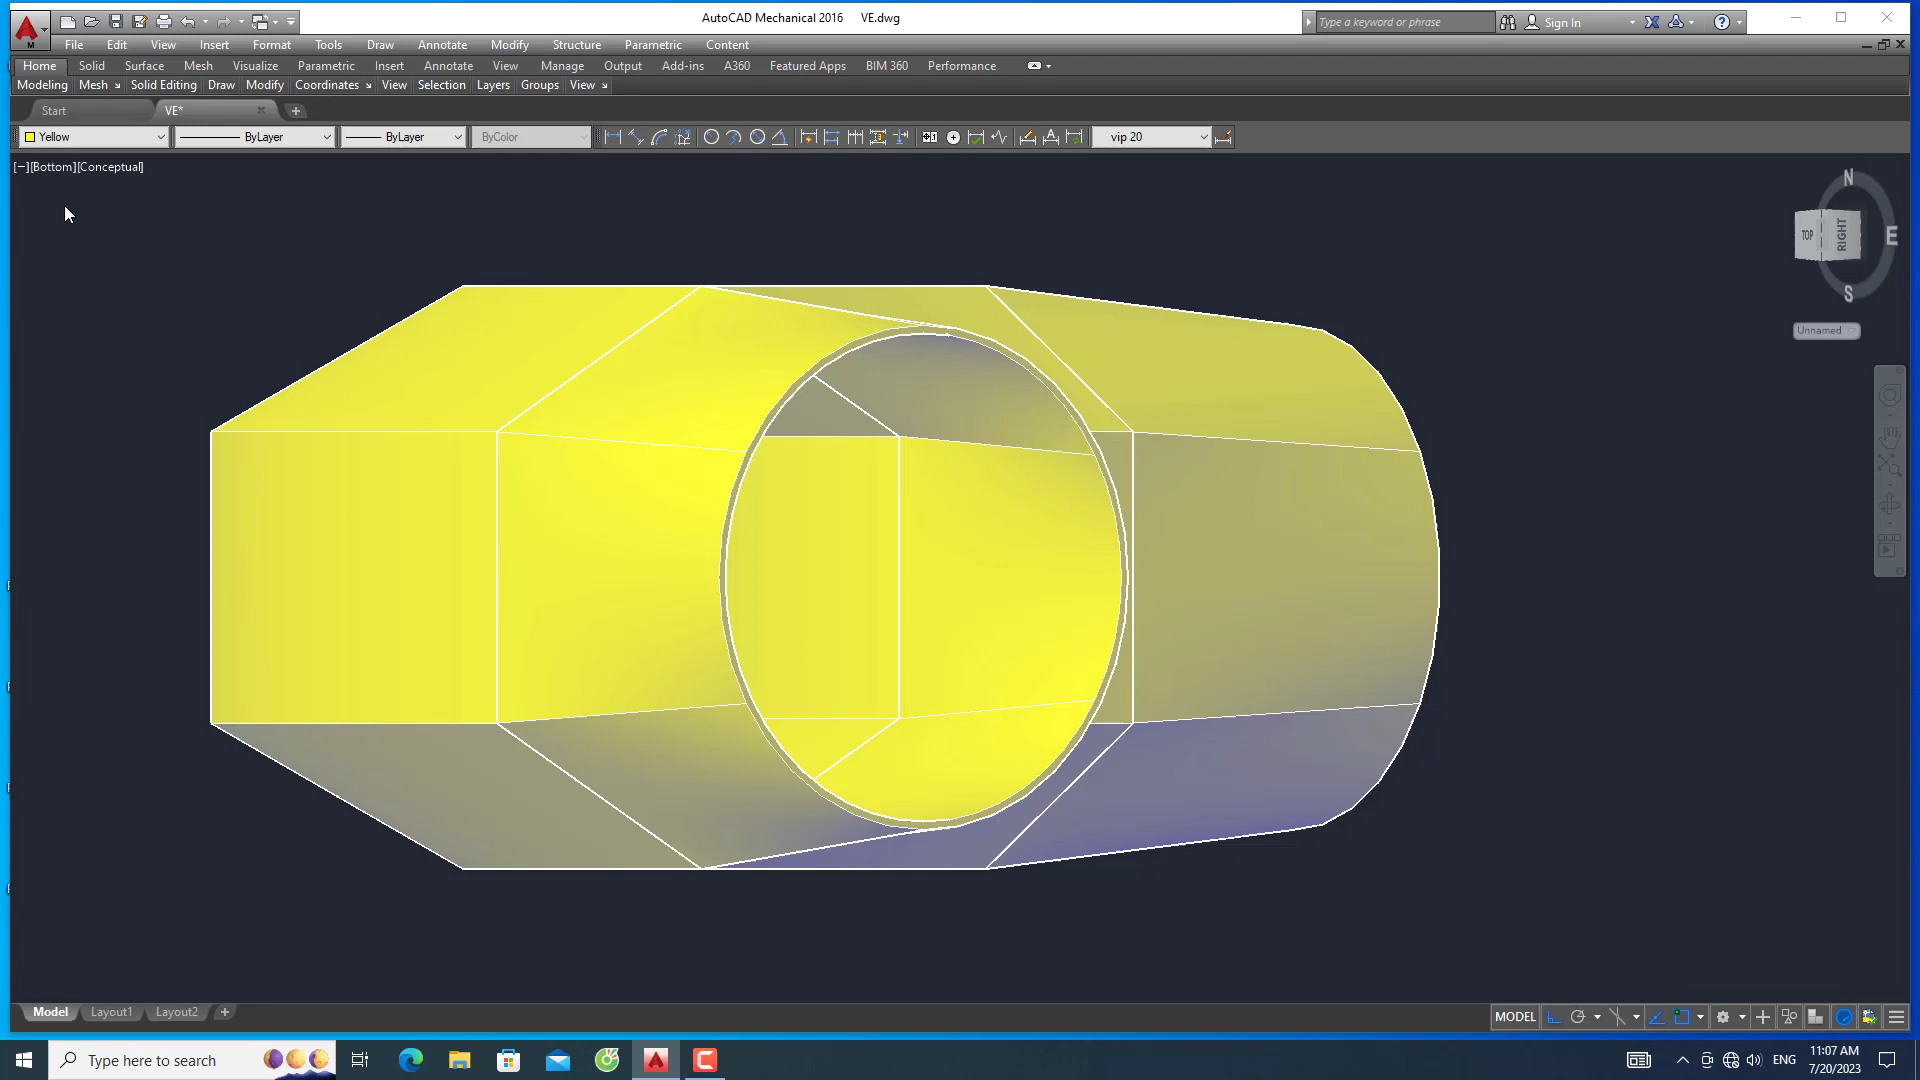 AutoCAD Mechanical 2016 VE.dwg
Type a keyword or phrase
Sign In
M
File Edit View Insert Format Tools Draw Annotate Modify Structure Parametric Content
Home Solid Surface Mesh Visualize Parametric Insert Annotate View Manage Output Add-ins A360 Featured Apps BIM 360 Performance
Modeling Mesh Solid Editing Draw Modify Coordinates View Selection Layers Groups View
Start VE*
Yellow ByLayer ByLayer ByColor vip 20
[−][Bottom][Conceptual]
N
TOP RIGHT E
S
Unnamed
Model Layout1 Layout2
MODEL
Type here to search
ENG
11:07 AM
7/20/2023